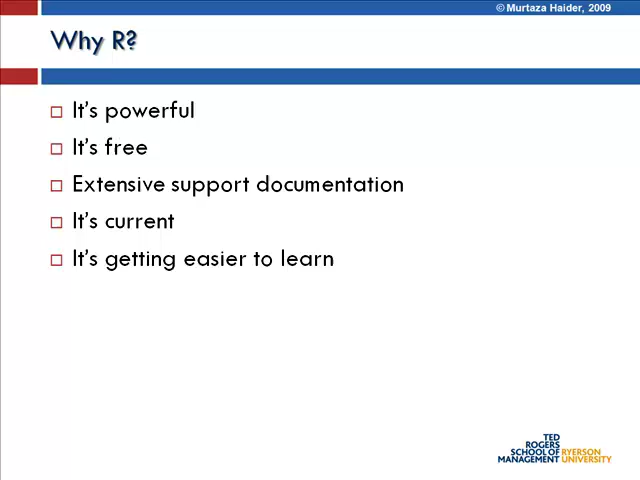 © Murtaza Haider, 2009
Why R?
It's powerful
It's free
Extensive support documentation
It's current
It's getting easier to learn
TED
ROGERS
SCHOOL OF RYERSON
MANAGEMENT UNIVERSITY